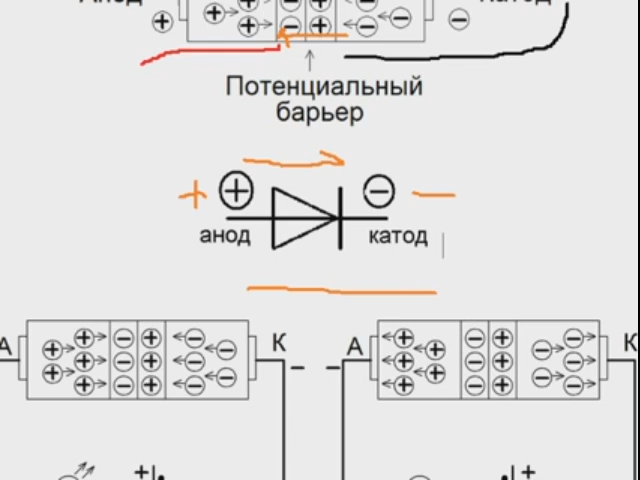 Анод Катод
Потенциальный
барьер
+ + − −
анод катод
А К − − А К
+ +